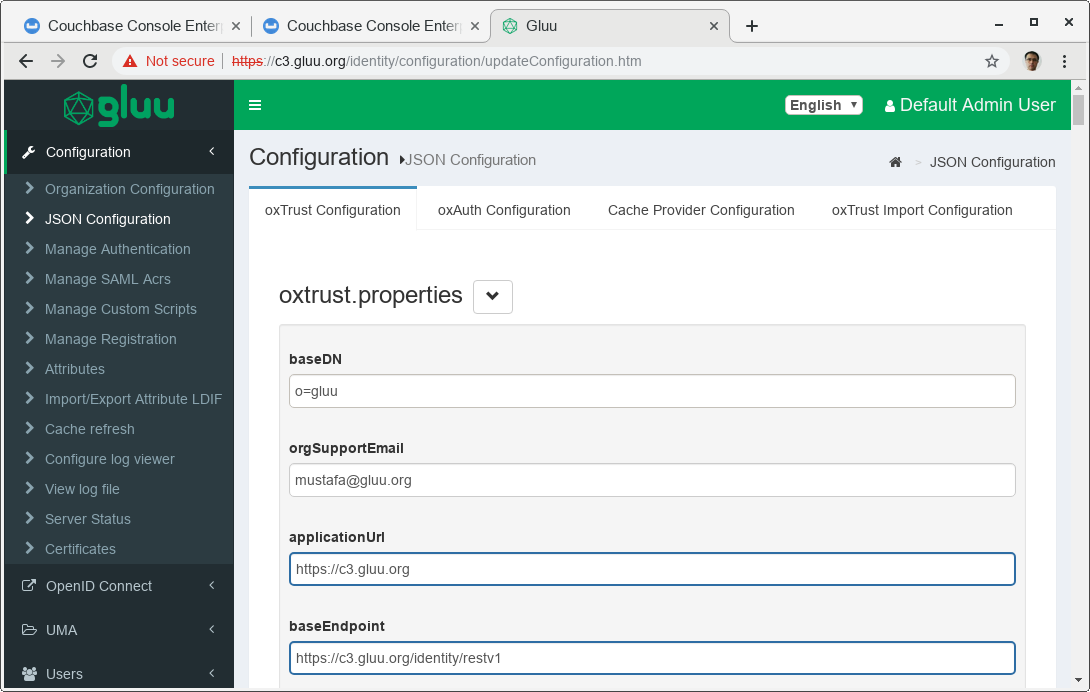 Couchbase Console Enter
Couchbase Console Enter
Gluu
Not secure
https://c3.gluu.org/identity/configuration/updateConfiguration.htm
gluu
English
Default Admin User
Configuration
Organization Configuration
JSON Configuration
Manage Authentication
Manage SAML Acrs
Manage Custom Scripts
Manage Registration
Attributes
Import/Export Attribute LDIF
Cache refresh
Configure log viewer
View log file
Server Status
Certificates
OpenID Connect
UMA
Users
Configuration
JSON Configuration
> JSON Configuration
oxTrust Configuration
oxAuth Configuration
Cache Provider Configuration
oxTrust Import Configuration
oxtrust.properties
baseDN
o=gluu
orgSupportEmail
mustafa@gluu.org
applicationUrl
https://c3.gluu.org
baseEndpoint
https://c3.gluu.org/identity/restv1